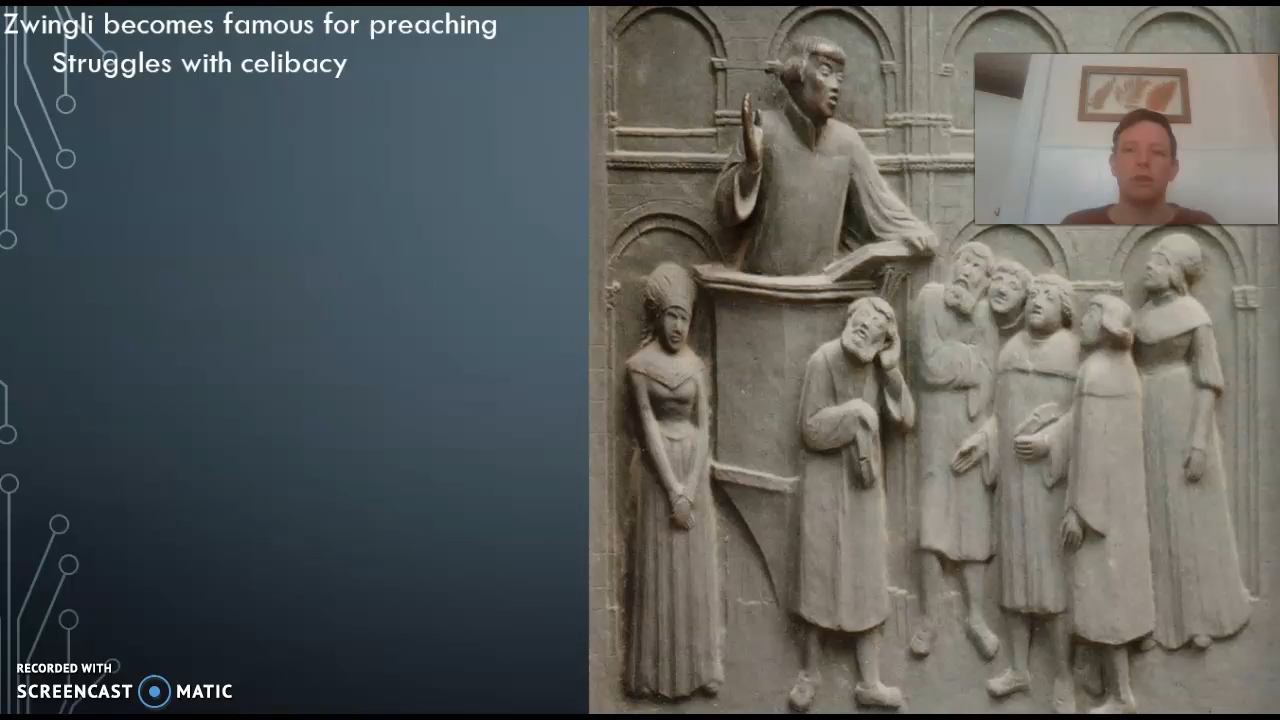 Zwingli becomes famous for preaching
Struggles with celibacy
RECORDED WITH
SCREENCAST MATIC